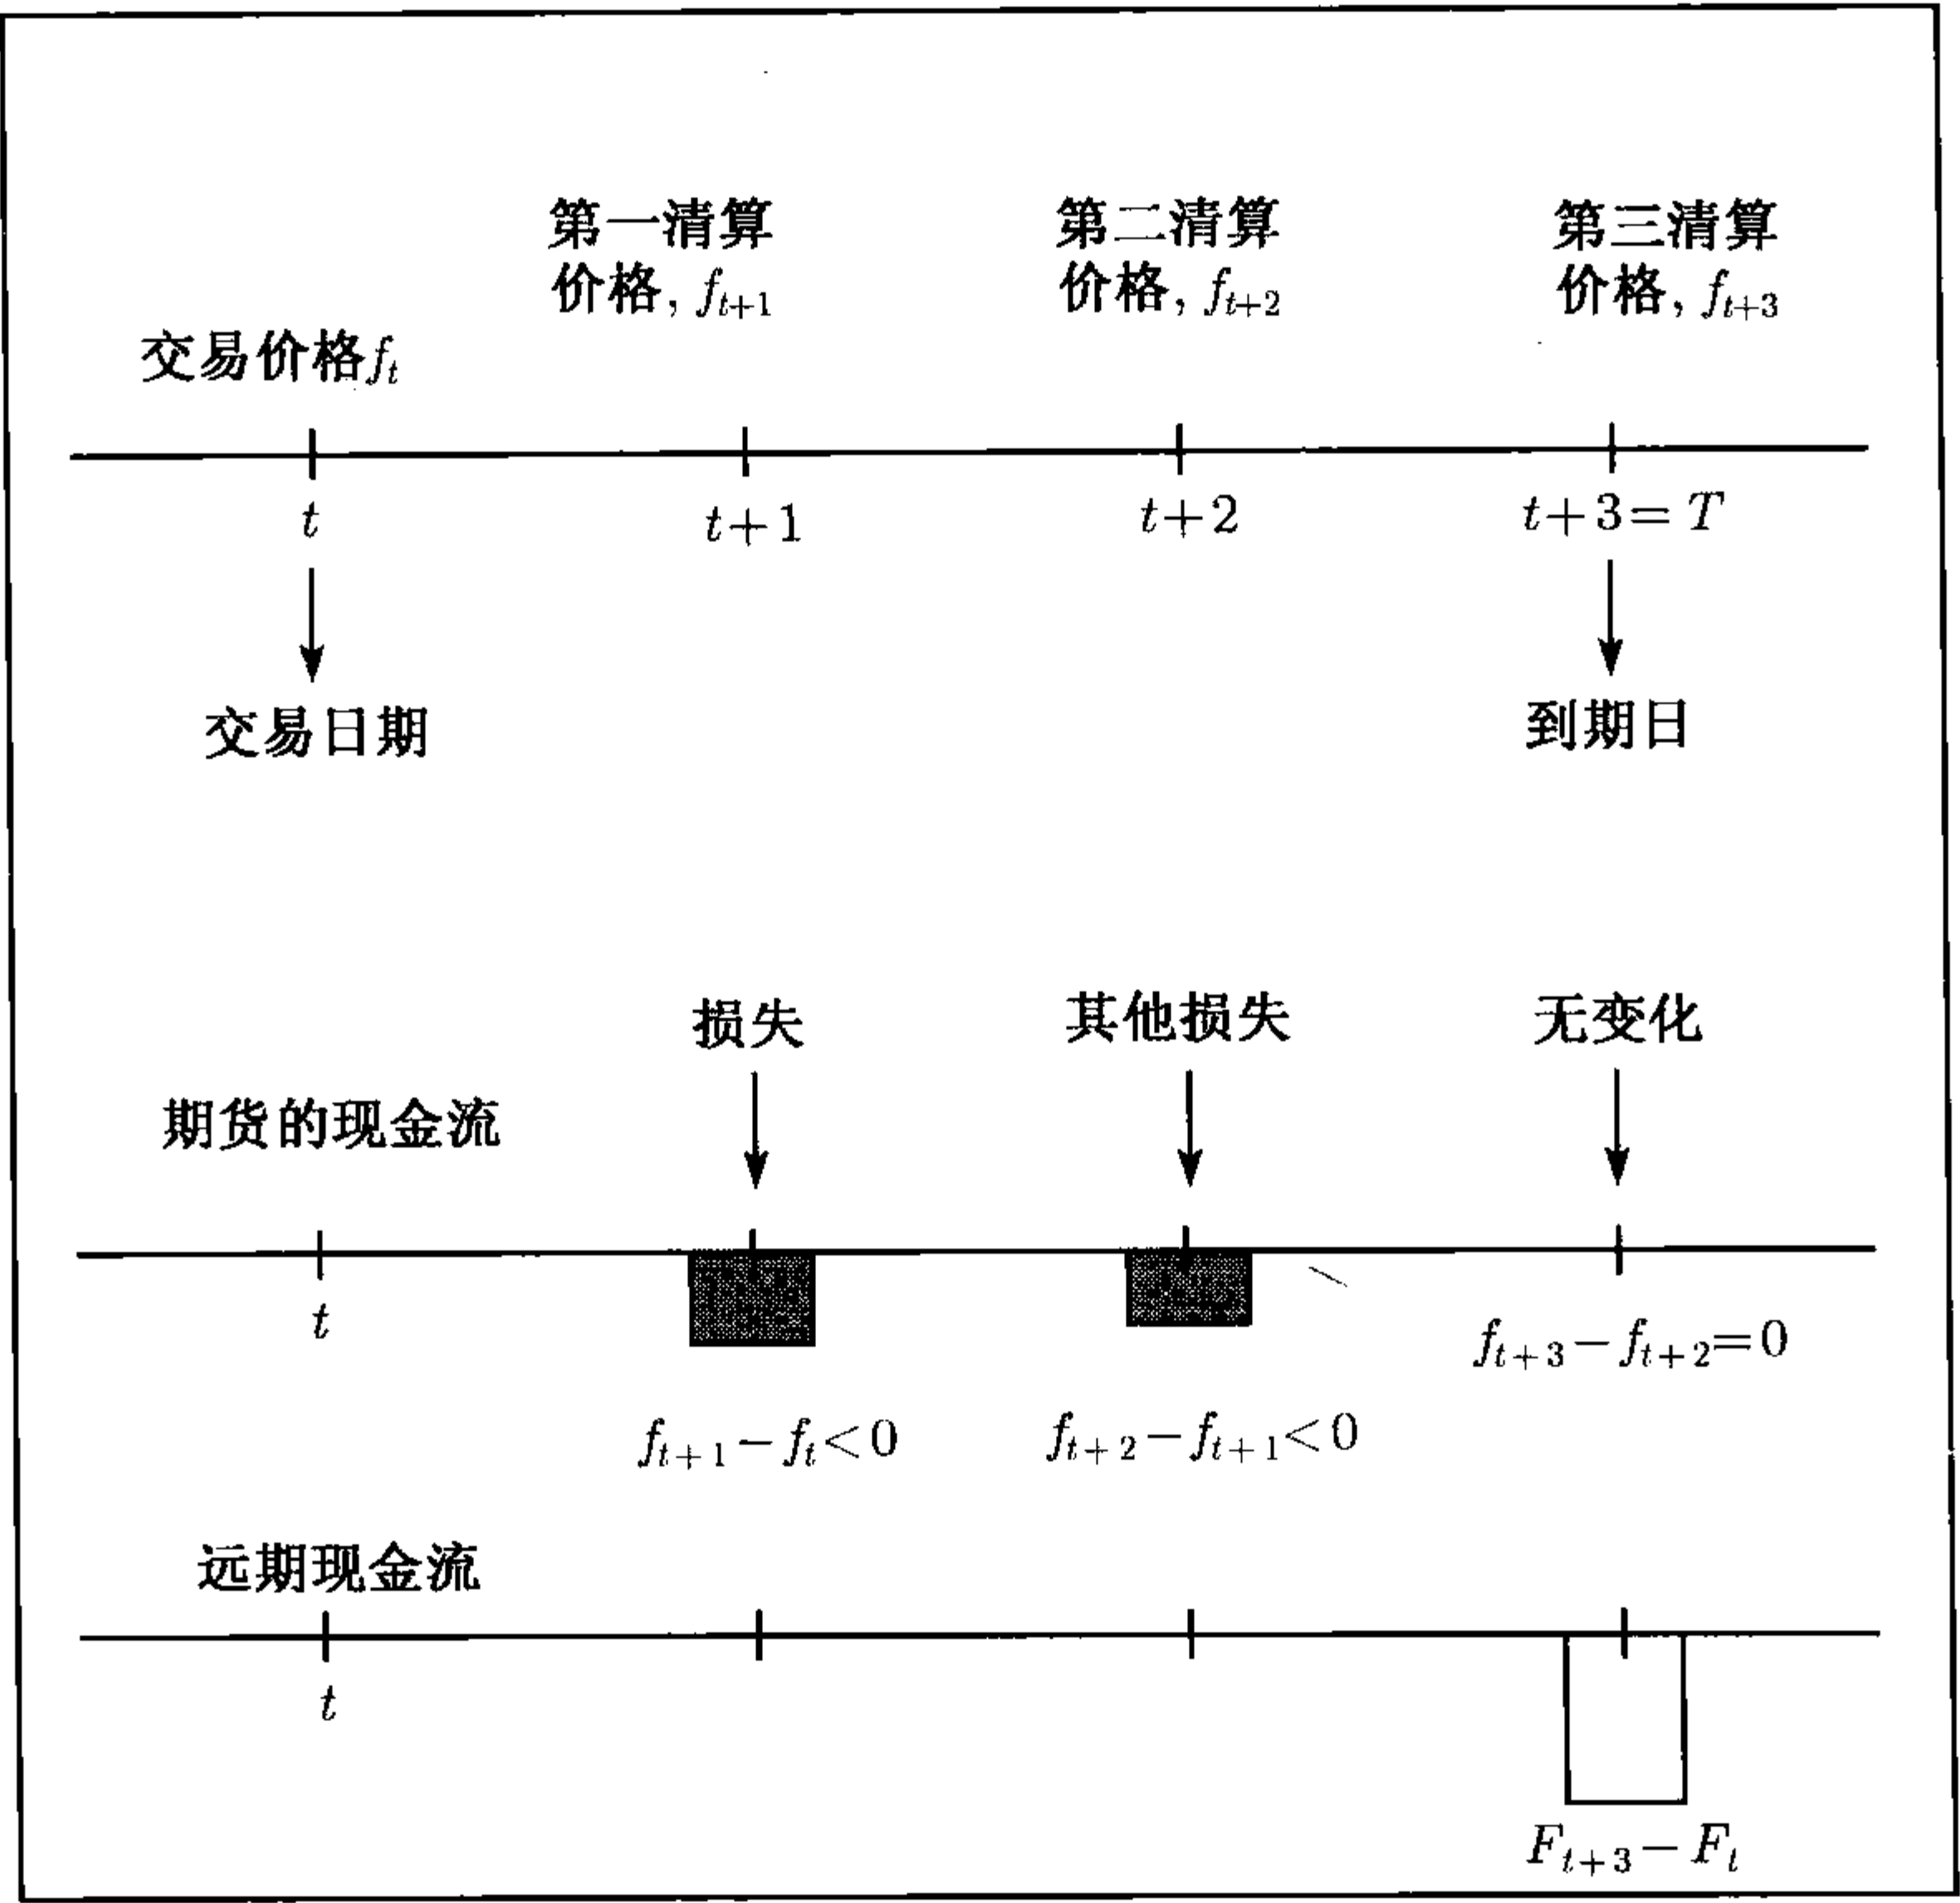 第一清算
价格, f_{t+1}
第二清算
价格, f_{t+2}
第三清算
价格, f_{t+3}
交易价格f_t
t
t+1
t+2
t+3=T
交易日期
到期日
损失
其他损失
无变化
期货的现金流
t
f_{t+3}-f_{t+2}=0
f_{t+1}-f_t<0
f_{t+2}-f_{t+1}<0
远期现金流
t
F_{t+3}-F_t